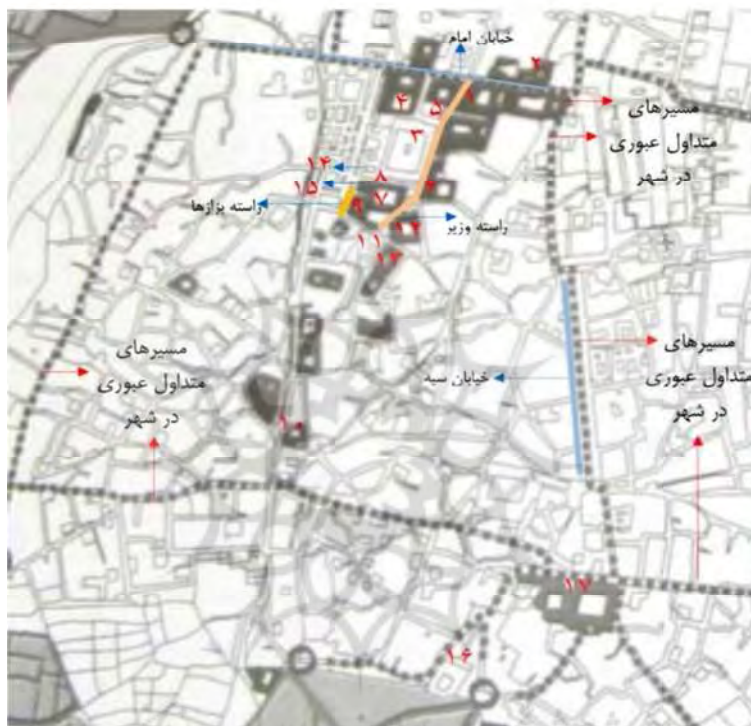 خیابان امام
۲
۱
۵
۴
۳
مسیرهای
متداول عبوری
در شهر
۱۴
۸
۱۵
۷
۶
راسته بزازها
۹
راسته وزیر
۱۲
۱۱
۱۳
مسیرهای
متداول عبوری
در شهر
خیابان سپه
مسیرهای
متداول عبوری
در شهر
۱۰
۱۷
۱۶